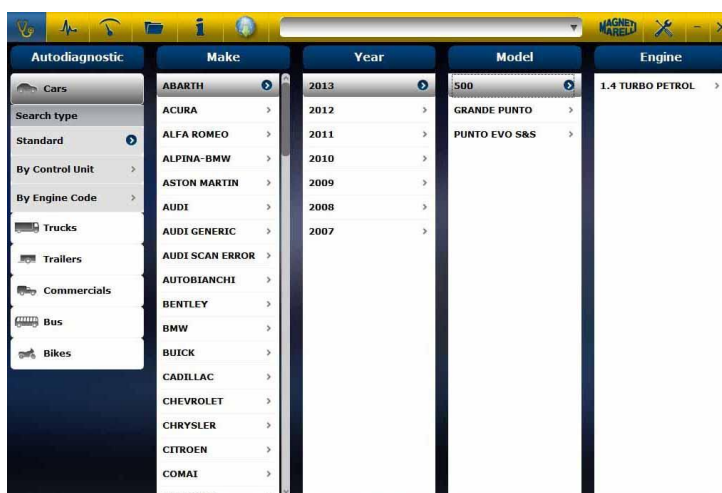 MAGNETI
MARELLI
Autodiagnostic
Cars
Search type
Standard
By Control Unit
By Engine Code
Trucks
Trailers
Commercials
Bus
Bikes
Make
ABARTH
ACURA
ALFA ROMEO
ALPINA-BMW
ASTON MARTIN
AUDI
AUDI GENERIC
AUDI SCAN ERROR
AUTOBIANCHI
BENTLEY
BMW
BUICK
CADILLAC
CHEVROLET
CHRYSLER
CITROEN
COMAI
Year
2013
2012
2011
2010
2009
2008
2007
Model
500
GRANDE PUNTO
PUNTO EVO S&S
Engine
1.4 TURBO PETROL